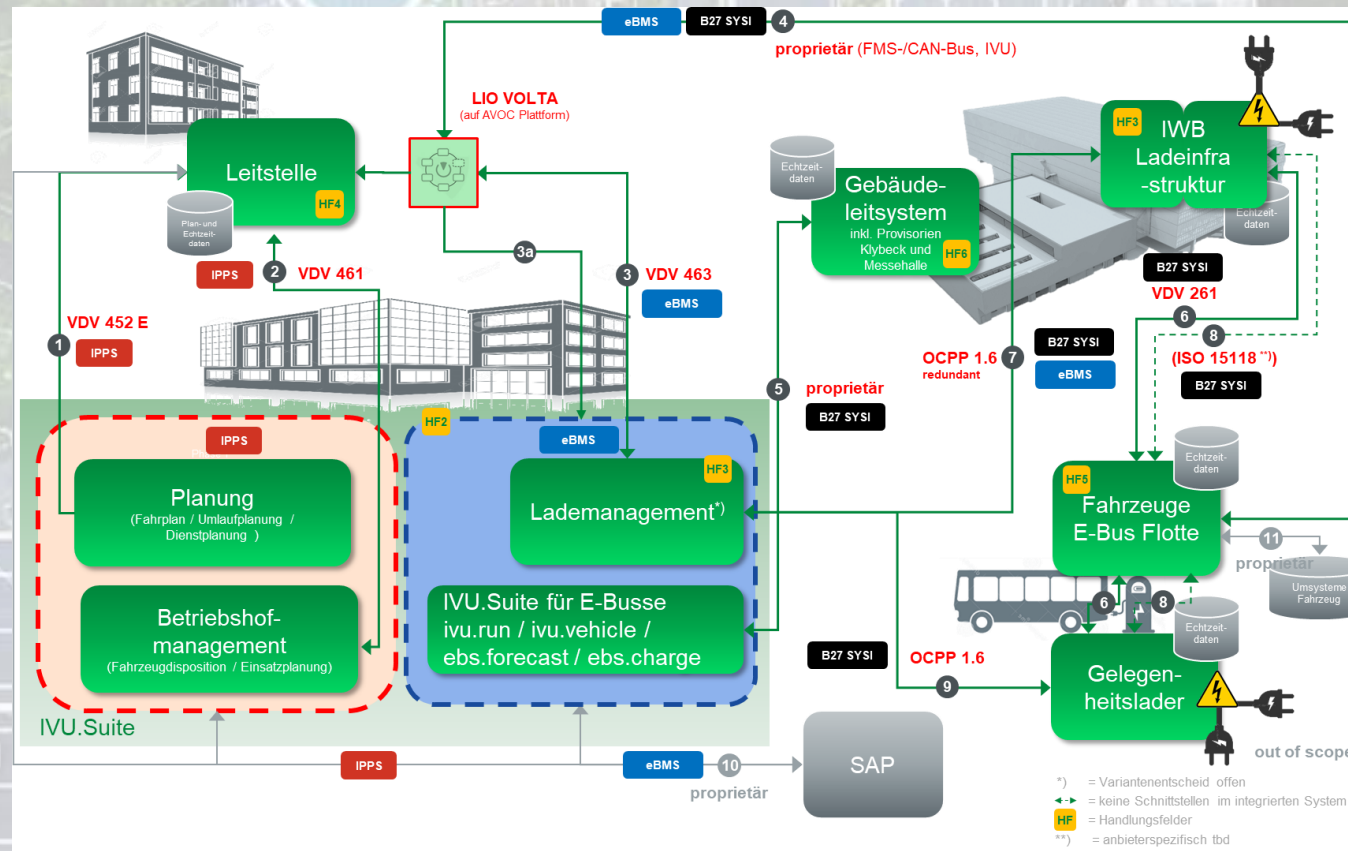 eBMS
B27 SYSI
4
proprietär (FMS-/CAN-Bus, IVU)
LIO VOLTA
(auf AVOC Plattform)
Leitstelle
HF4
Plan- und
Echtzeit-
daten
IPPS
2
VDV 461
3a
3
VDV 463
eBMS
VDV 452 E
1
IPPS
Echtzeit-
daten
Gebäude-
leitsystem
inkl. Provisorien
Klybeck und
Messehalle
HF6
HF3
IWB
Ladeinfra
-struktur
Echtzeit-
daten
B27 SYSI
VDV 261
6
8
(ISO 15118 **))
B27 SYSI
OCPP 1.6
redundant
7
B27 SYSI
eBMS
5
proprietär
B27 SYSI
IPPS
Planung
(Fahrplan / Umlaufplanung /
Dienstplanung )
Betriebshof-
management
(Fahrzeugdisposition / Einsatzplanung)
IVU.Suite
HF2
eBMS
HF3
Lademanagement*)
IVU.Suite für E-Busse
ivu.run / ivu.vehicle /
ebs.forecast / ebs.charge
Echtzeit-
daten
HF5
Fahrzeuge
E-Bus Flotte
11
proprietär
Umsysteme
Fahrzeug
6
8
Echtzeit-
daten
B27 SYSI
OCPP 1.6
9
Gelegen-
heitslader
IPPS
eBMS
10
proprietär
SAP
out of scope
*) = Variantenentscheid offen
= keine Schnittstellen im integrierten System
HF = Handlungsfelder
**) = anbieterspezifisch tbd